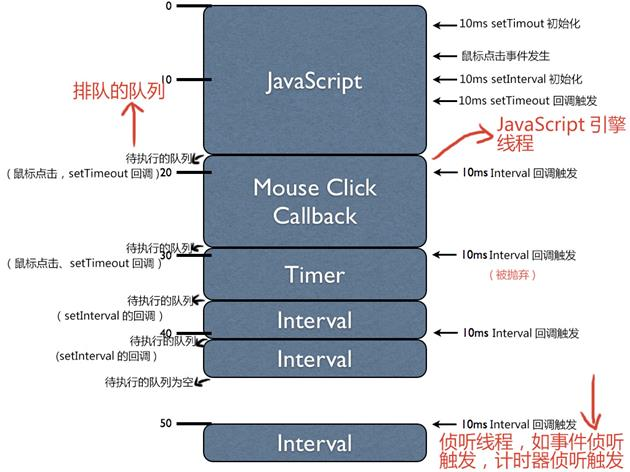 0
10ms setTimout 初始化
鼠标点击事件发生
10
10ms setInterval 初始化
排队的队列
JavaScript
10ms setTimeout 回调触发
JavaScript 引擎
线程
待执行的队列
(鼠标点击，setTimeout 回调)
20
10ms Interval 回调触发
Mouse Click
Callback
待执行的队列
30
(鼠标点击、setTimeout 回调)
10ms Interval 回调触发
(被抛弃)
Timer
待执行的队列
(setInterval 的回调)
Interval
40
10ms Interval 回调触发
待执行的队列
(setInterval 的回调)
Interval
待执行的队列为空
50
10ms Interval 回调触发
Interval
侦听线程，如事件侦听
触发，计时器侦听触发